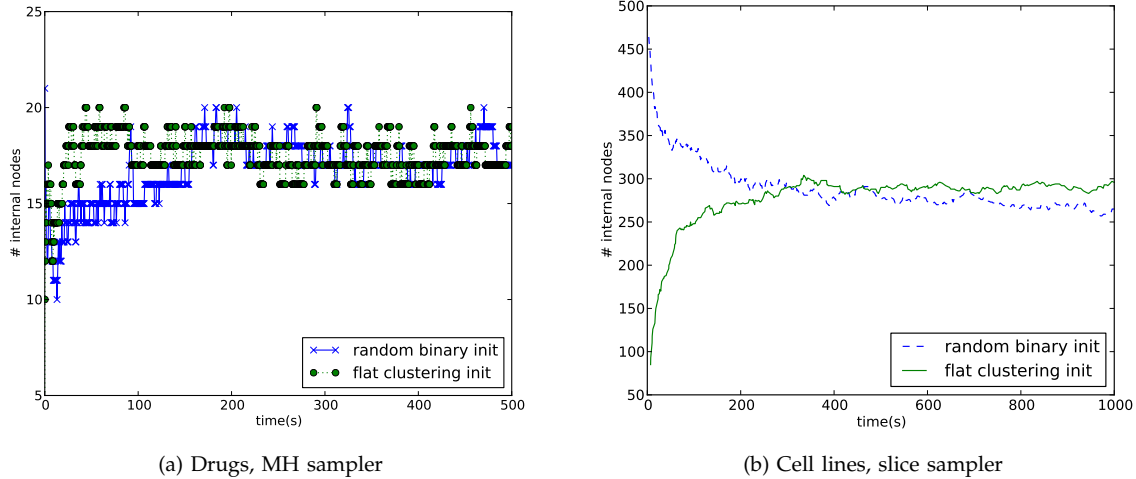 25
20
15
10
5
# internal nodes
0
100
200
300
400
500
time(s)
random binary init
flat clustering init
(a) Drugs, MH sampler
500
450
400
350
300
250
200
150
100
50
# internal nodes
0
200
400
600
800
1000
time(s)
random binary init
flat clustering init
(b) Cell lines, slice sampler